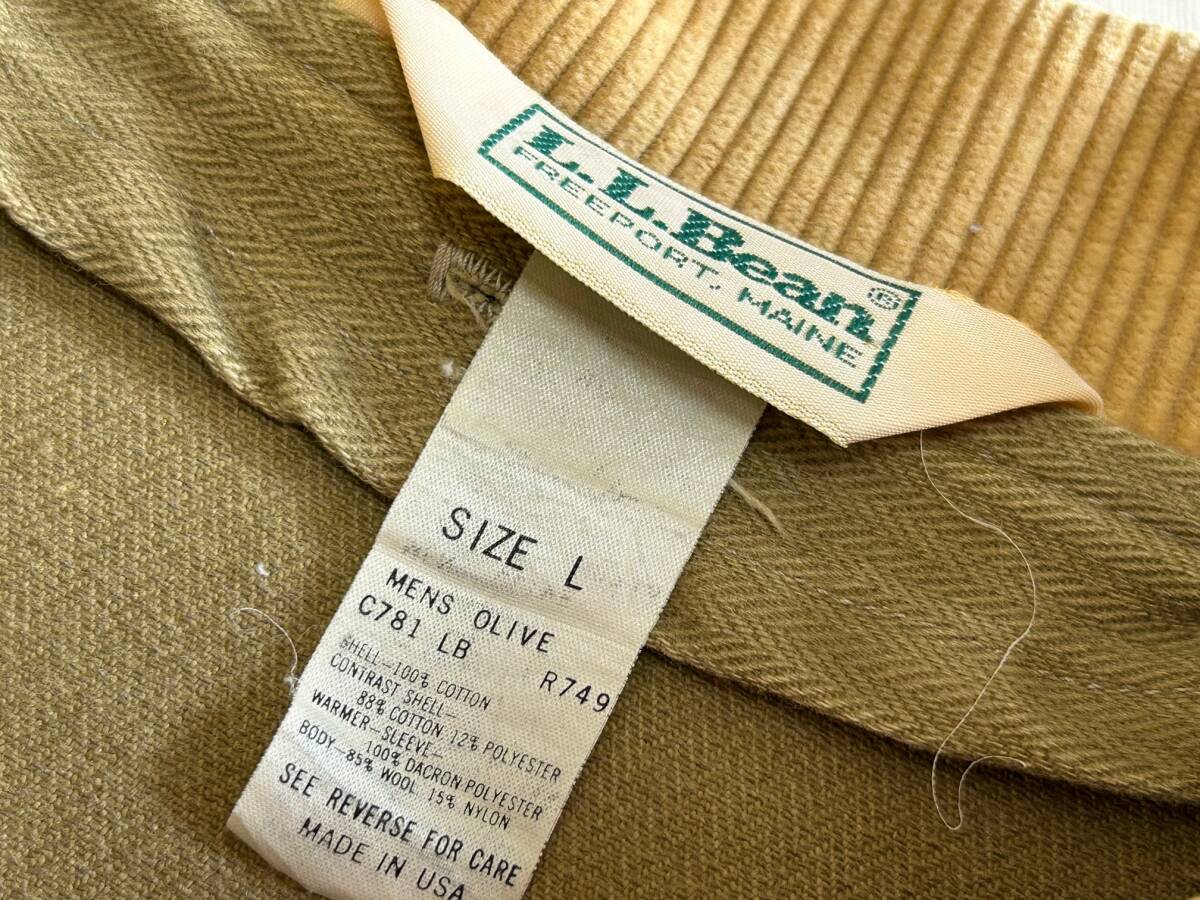 L.L.Bean®
FREEPORT, MAINE
SIZE L
MENS OLIVE
C781 LB R749
SHELL—100% COTTON
CONTRAST SHELL—
88% COTTON 12% POLYESTER
WARMER—SLEEVE—
100% DACRON POLYESTER
BODY—85% WOOL 15% NYLON
SEE REVERSE FOR CARE
MADE IN USA